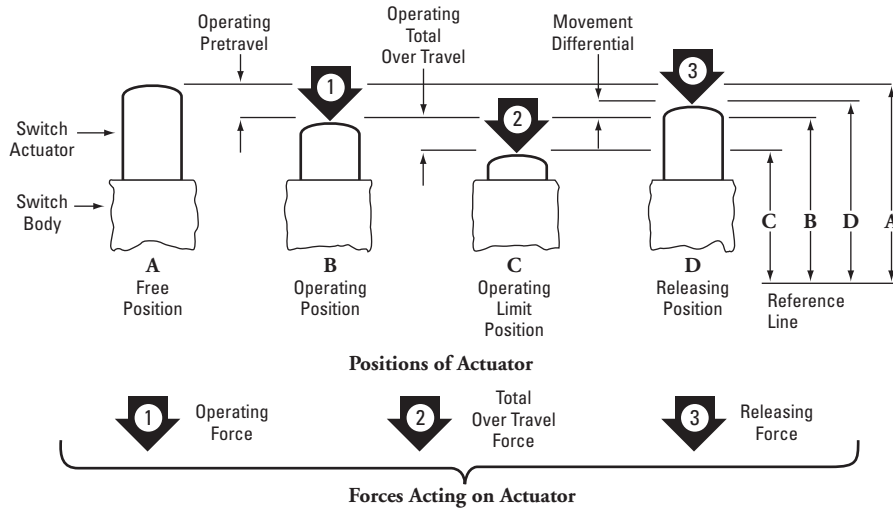 Operating
Pretravel
Operating
Total
Over Travel
Movement
Differential
1
2
3
Switch
Actuator
Switch
Body
A
Free
Position
B
Operating
Position
C
Operating
Limit
Position
D
Releasing
Position
C
B
D
A
Reference
Line
Positions of Actuator
1
Operating
Force
2
Total
Over Travel
Force
3
Releasing
Force
Forces Acting on Actuator